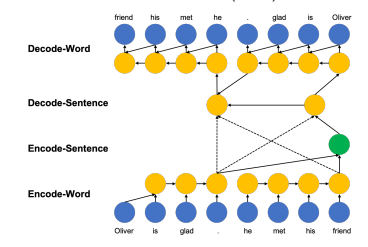 friend his met he . glad is Oliver
Decode-Word
Decode-Sentence
Encode-Sentence
Encode-Word
Oliver is glad . he met his friend